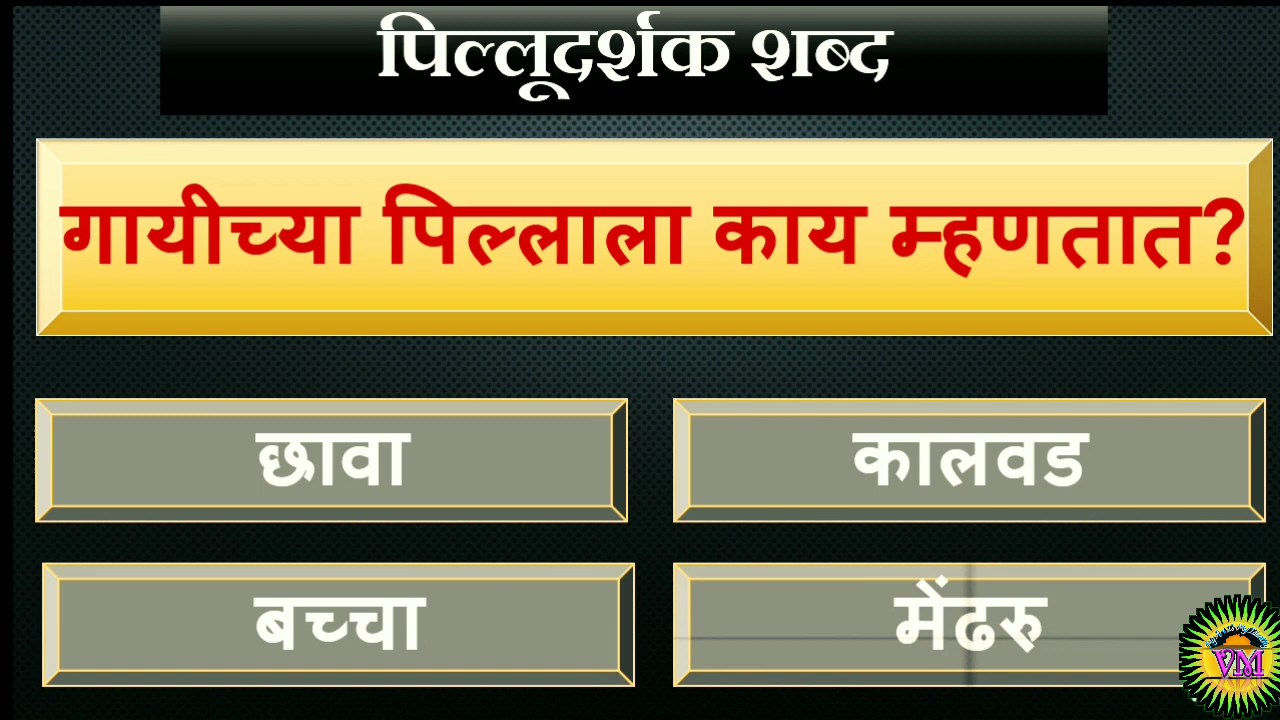 पिल्लूदर्शक शब्द
गायीच्या पिल्लाला काय म्हणतात?
छावा
कालवड
बच्चा
मेंढरु
VM